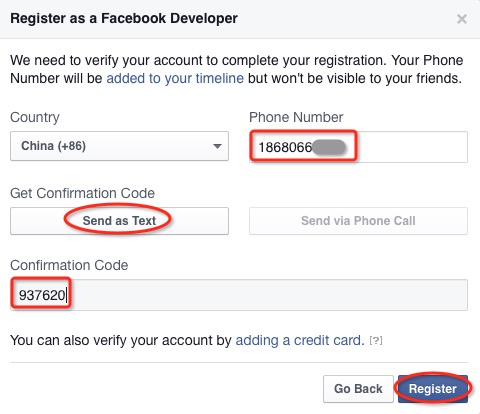 Register as a Facebook Developer ×
We need to verify your account to complete your registration. Your Phone
Number will be added to your timeline but won't be visible to your friends.
Country Phone Number
China (+86) 1868066
Get Confirmation Code
Send as Text Send via Phone Call
Confirmation Code
937620
You can also verify your account by adding a credit card. [?]
Go Back Register